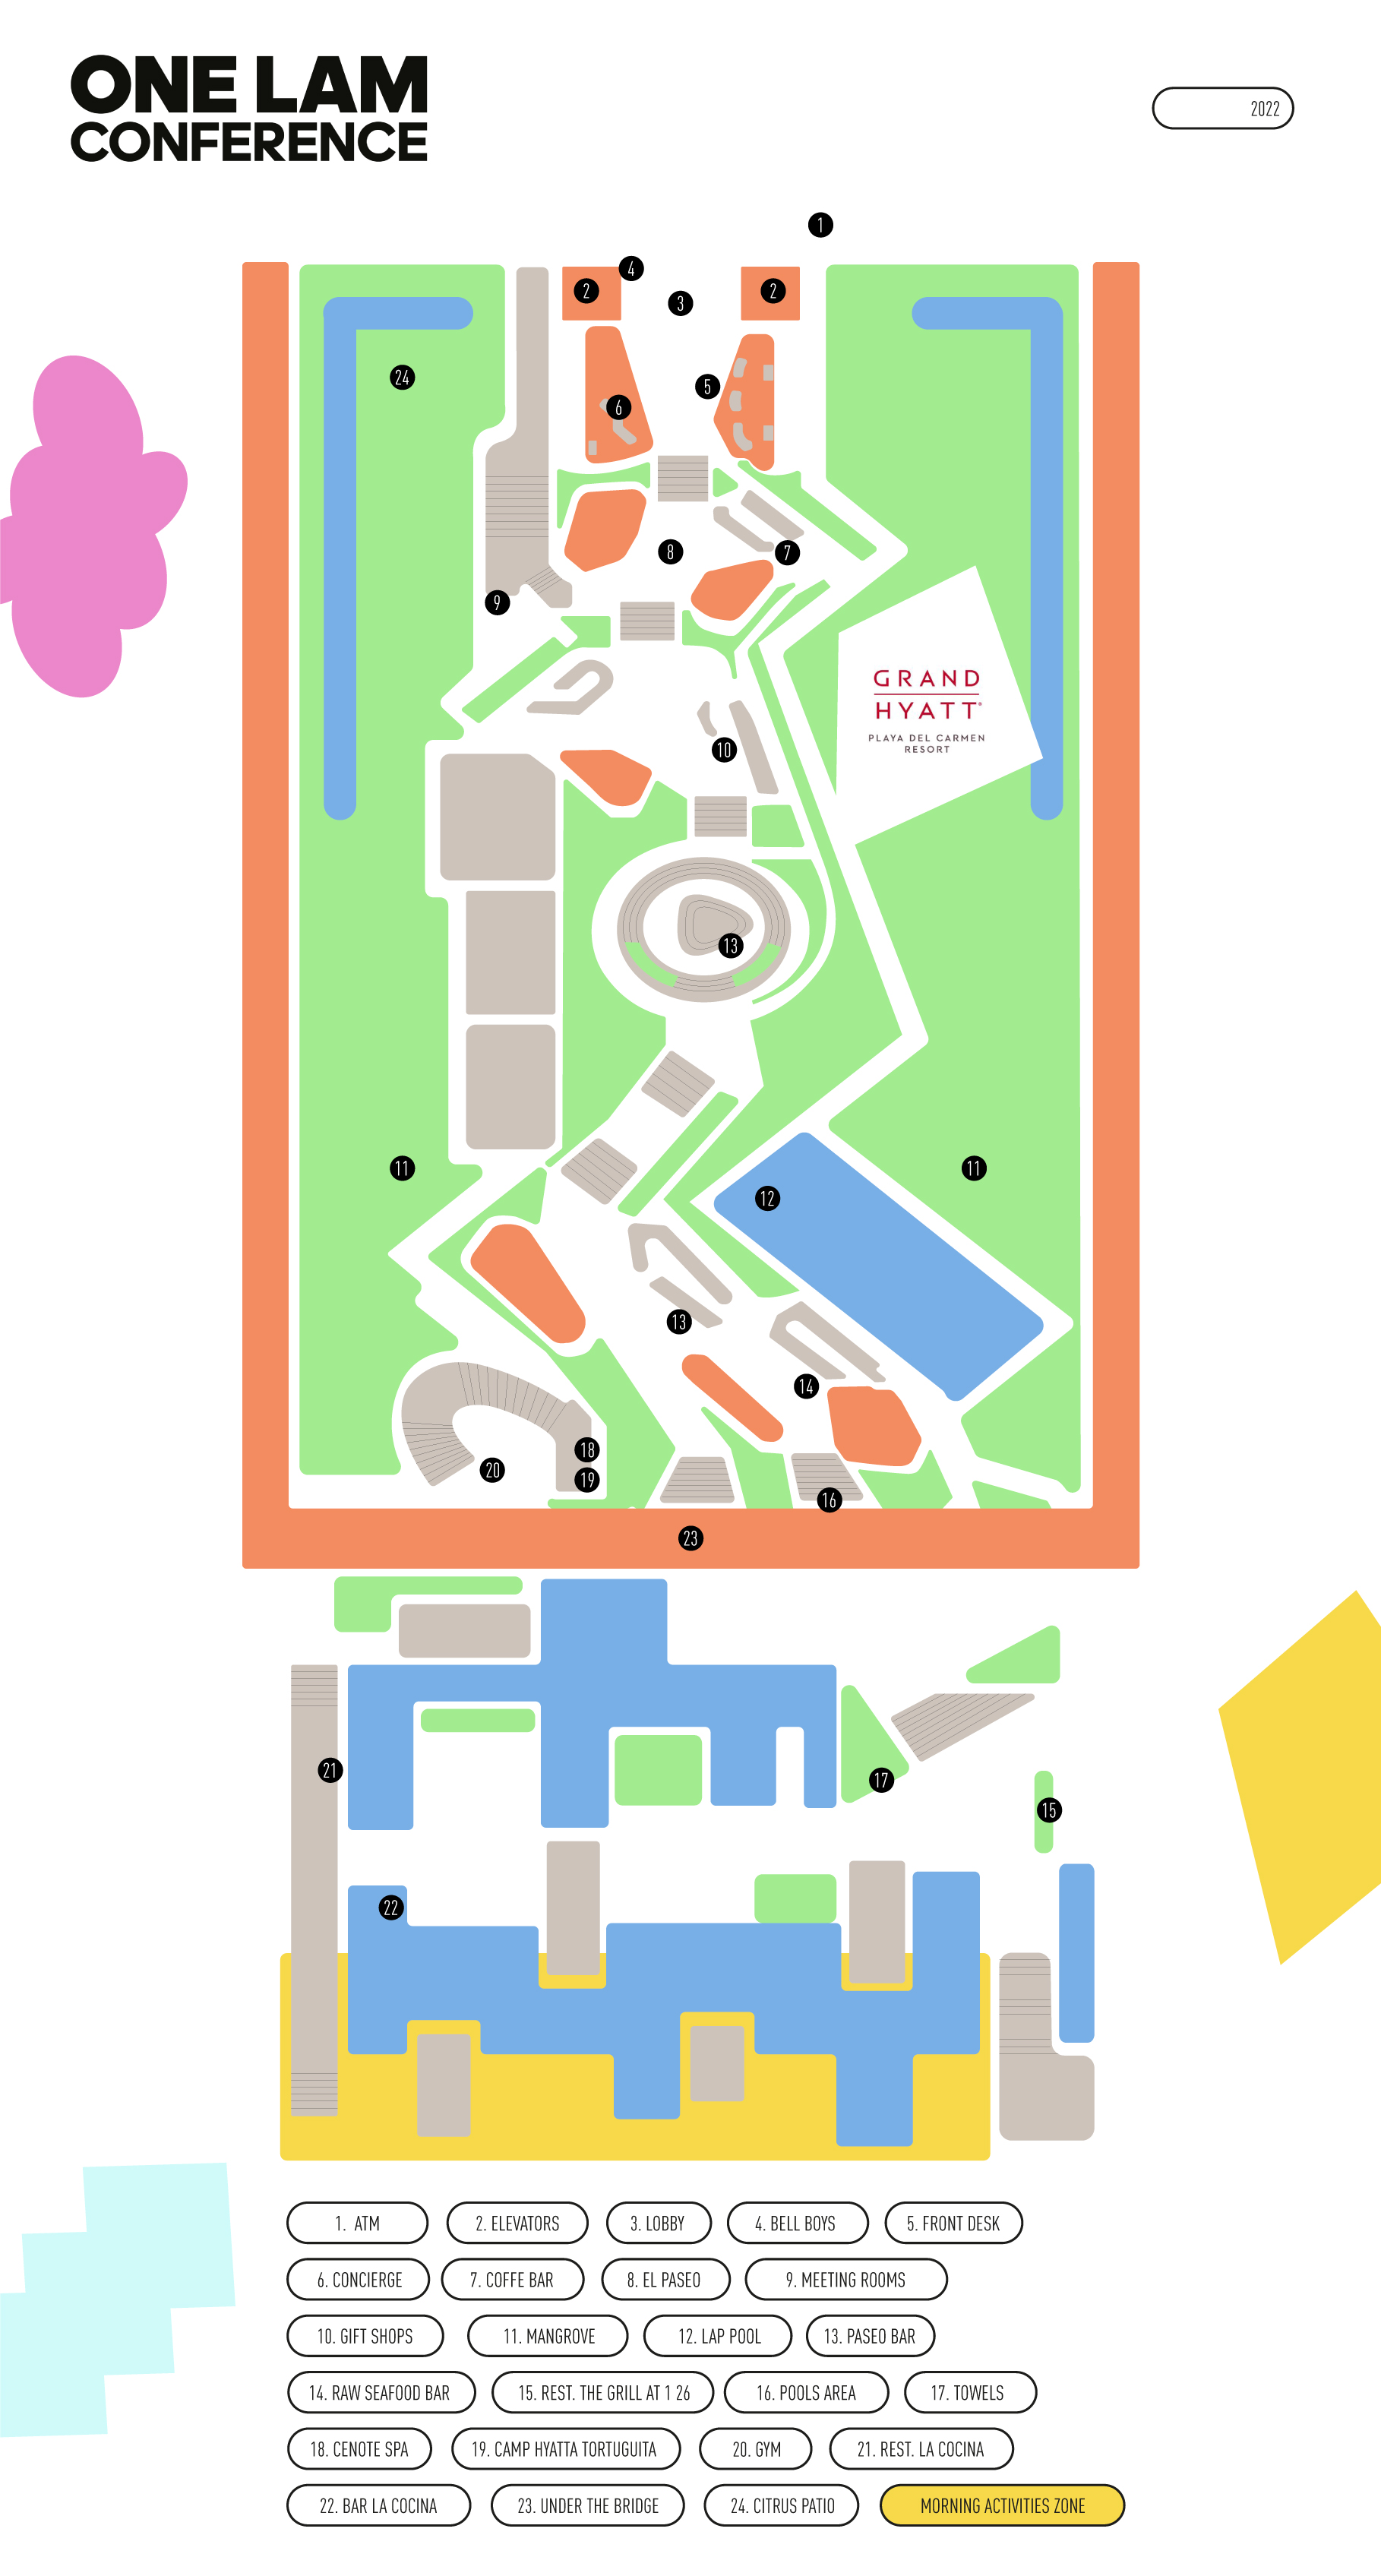 ONE LAM
CONFERENCE
2022
1
4
2
2
3
24
5
6
8
7
9
GRAND
HYATT®
PLAYA DEL CARMEN
RESORT
10
13
11
11
12
13
14
18
20
19
16
23
21
17
15
22
1. ATM
2. ELEVATORS
3. LOBBY
4. BELL BOYS
5. FRONT DESK
6. CONCIERGE
7. COFFE BAR
8. EL PASEO
9. MEETING ROOMS
10. GIFT SHOPS
11. MANGROVE
12. LAP POOL
13. PASEO BAR
14. RAW SEAFOOD BAR
15. REST. THE GRILL AT 1 26
16. POOLS AREA
17. TOWELS
18. CENOTE SPA
19. CAMP HYATTA TORTUGUITA
20. GYM
21. REST. LA COCINA
22. BAR LA COCINA
23. UNDER THE BRIDGE
24. CITRUS PATIO
MORNING ACTIVITIES ZONE